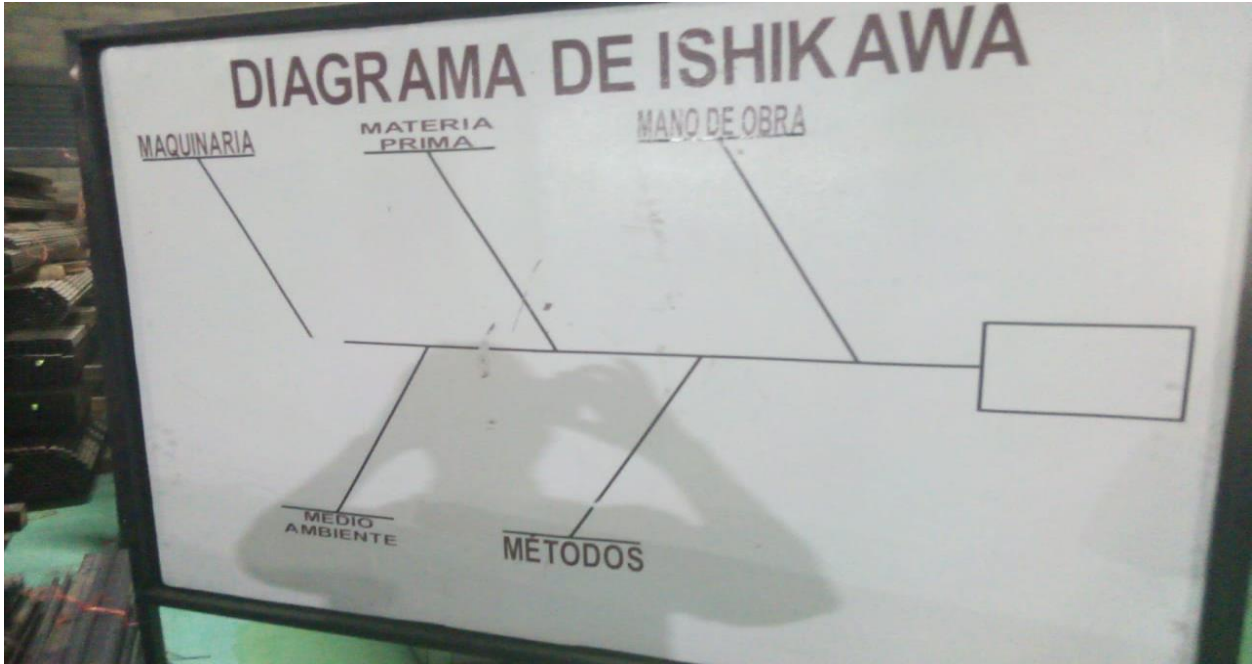 DIAGRAMA DE ISHIKAWA
MAQUINARIA
MATERIA
PRIMA
MANO DE OBRA
MEDIO
AMBIENTE
MÉTODOS